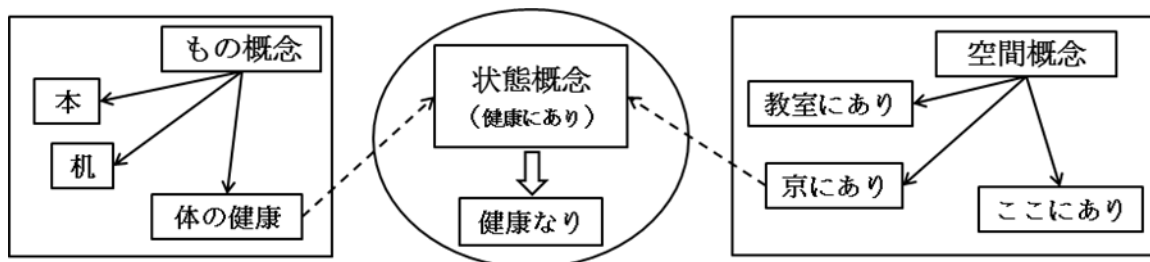 もの概念
本
机
体の健康
状態概念
（健康にあり）
健康なり
空間概念
教室にあり
京にあり
ここにあり